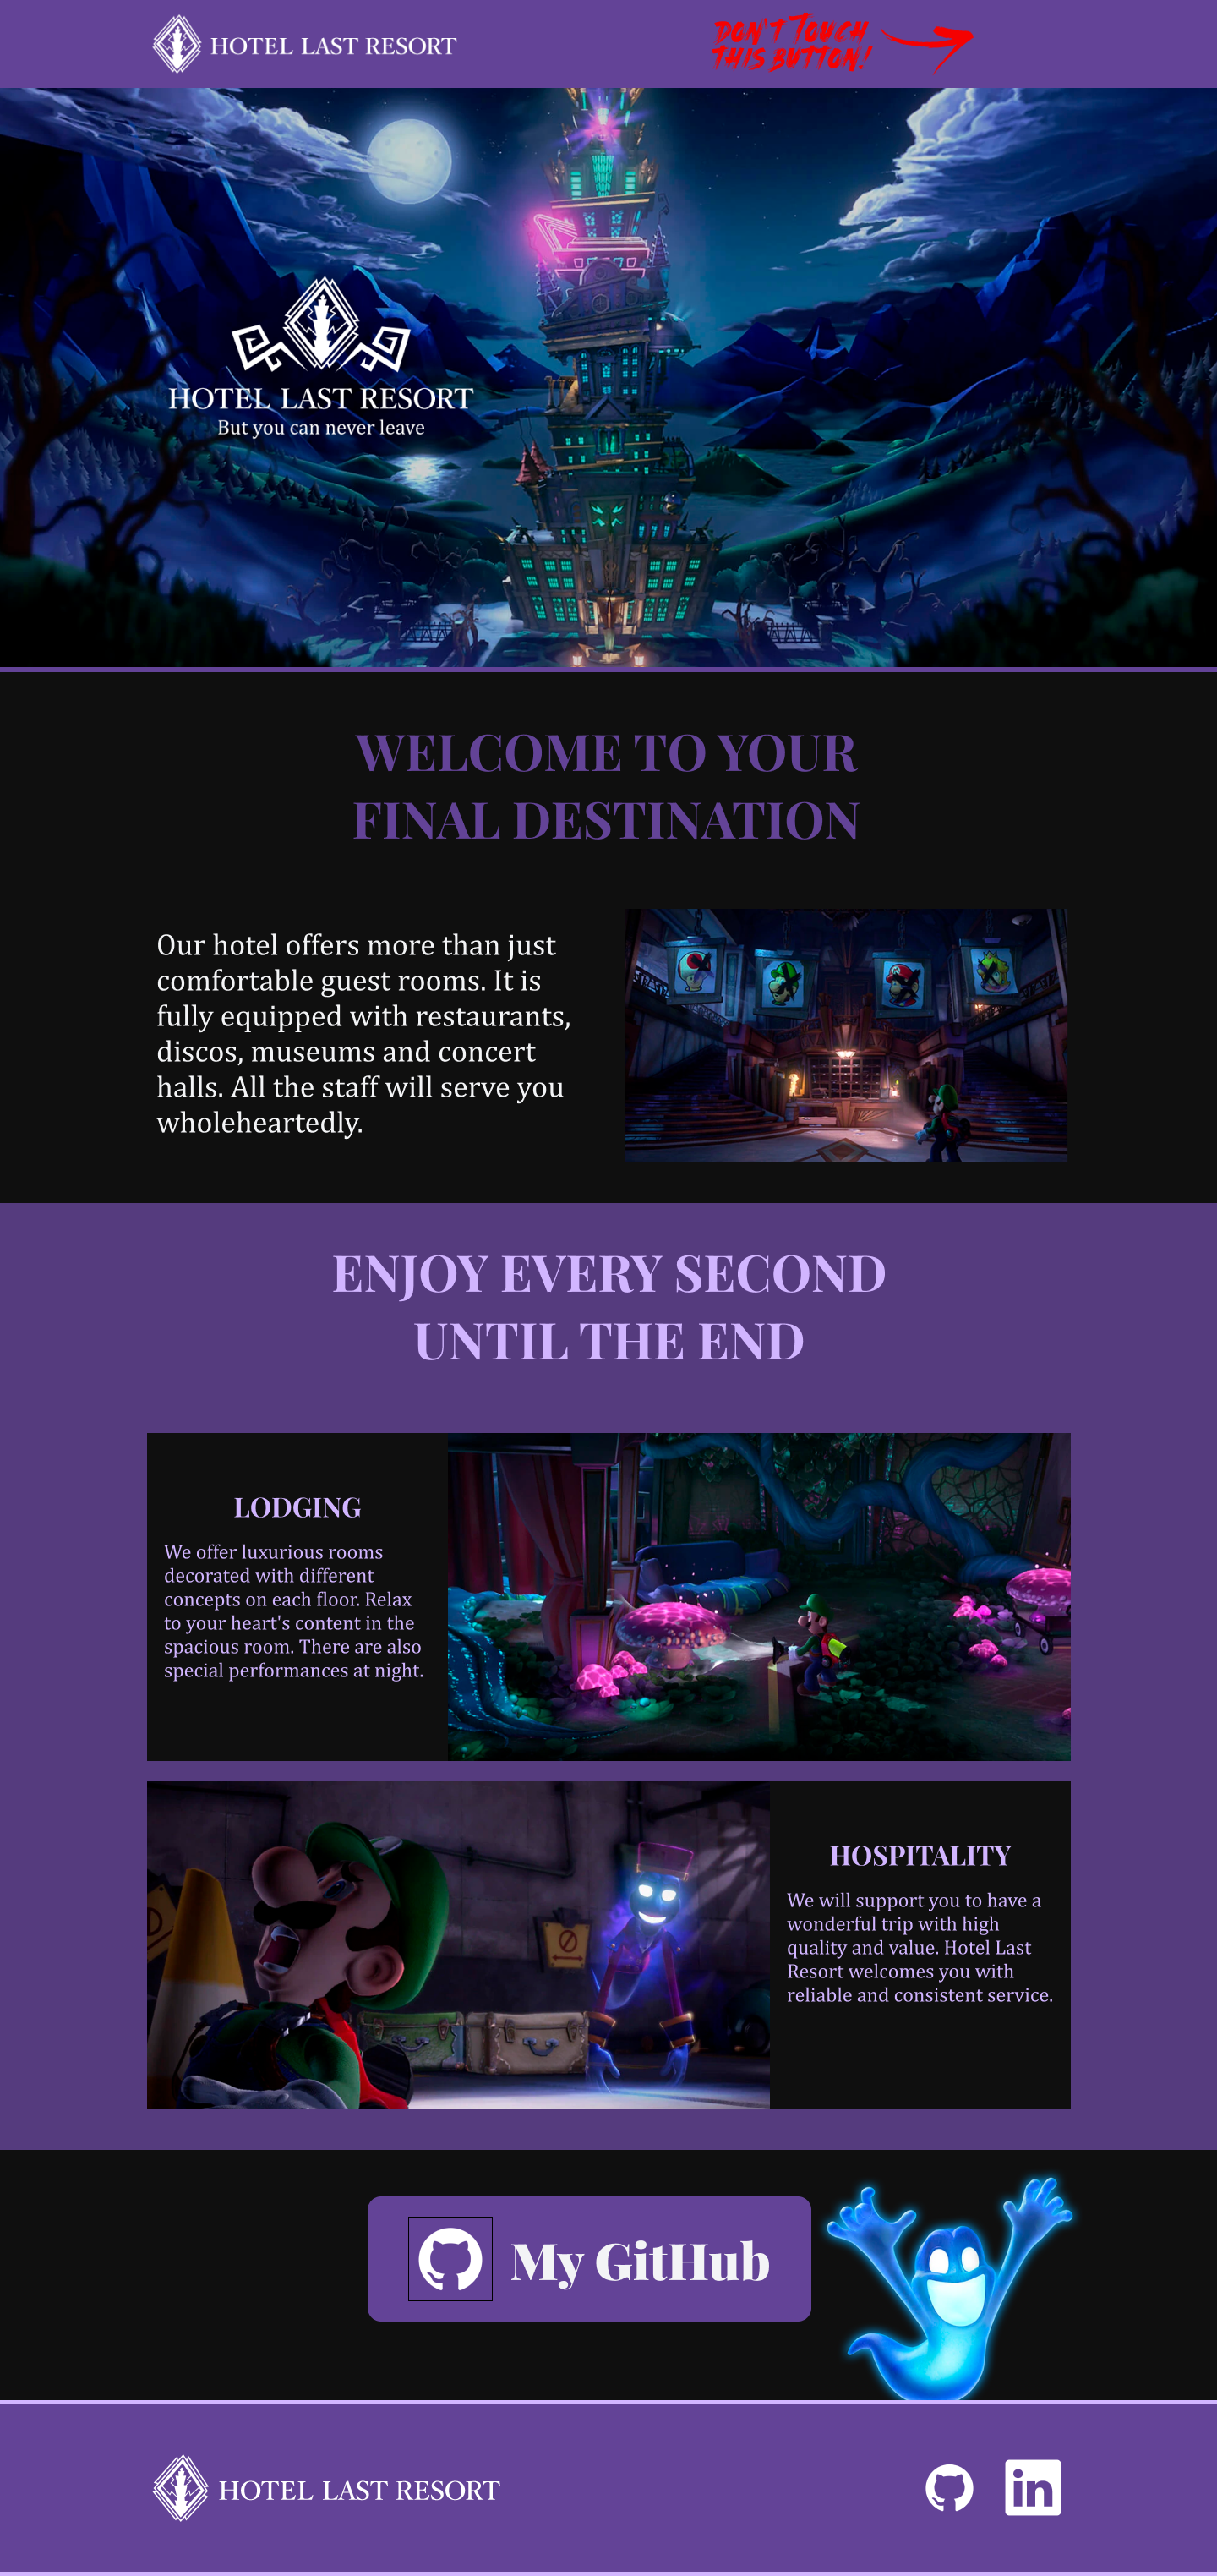 HOTEL LAST RESORT
DON'T TOUCH
THIS BUTTON!
HOTEL LAST RESORT
But you can never leave
WELCOME TO YOUR
FINAL DESTINATION
Our hotel offers more than just
comfortable guest rooms. It is
fully equipped with restaurants,
discos, museums and concert
halls. All the staff will serve you
wholeheartedly.
ENJOY EVERY SECOND
UNTIL THE END
LODGING
We offer luxurious rooms
decorated with different
concepts on each floor. Relax
to your heart's content in the
spacious room. There are also
special performances at night.
HOSPITALITY
We will support you to have a
wonderful trip with high
quality and value. Hotel Last
Resort welcomes you with
reliable and consistent service.
My GitHub
HOTEL LAST RESORT
in